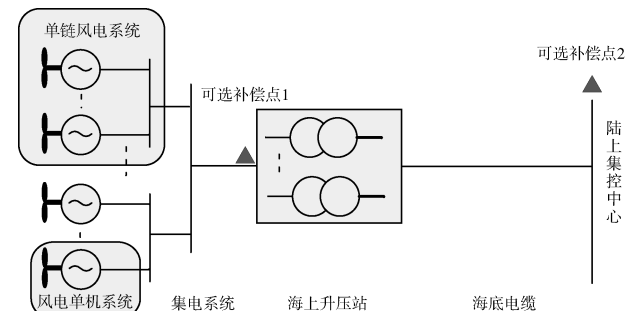 单链风电系统
可选补偿点1
可选补偿点2
陆上集控中心
风电单机系统
集电系统
海上升压站
海底电缆